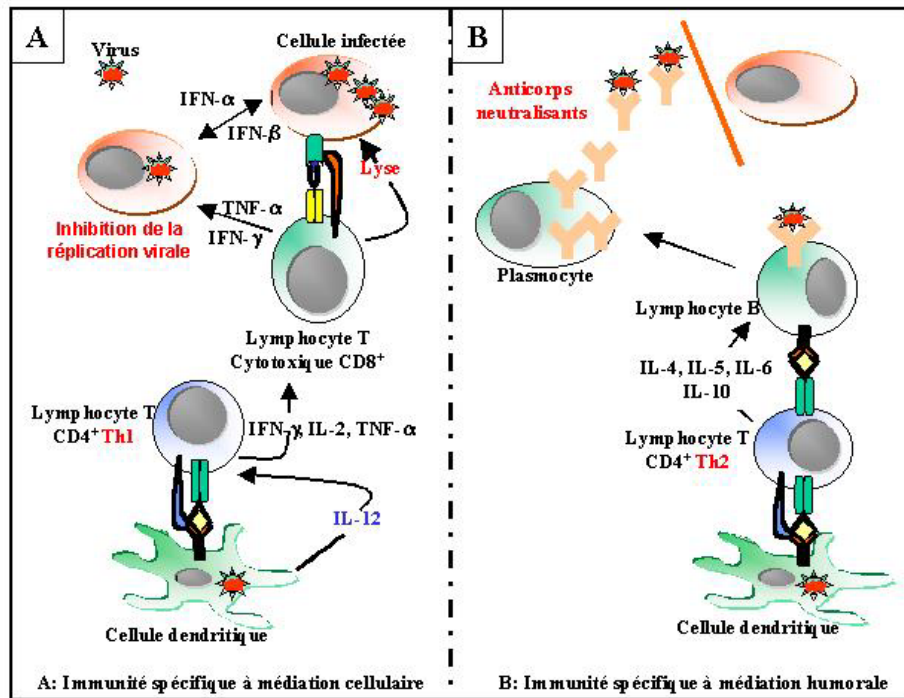 A
Virus
Cellule infectée
IFN-α
IFN-β
Lyse
TNF-α
IFN-γ
Inhibition de la
réplication virale
Lymphocyte T
Cytotoxique CD8+
Lymphocyte T
CD4+ Th1
IFN-γ, IL-2, TNF-α
IL-12
Cellule dendritique
A: Immunité spécifique à médiation cellulaire
B
Anticorps
neutralisants
Plasmocyte
Lymphocyte B
IL-4, IL-5, IL-6
IL-10
Lymphocyte T
CD4+ Th2
Cellule dendritique
B: Immunité spécifique à médiation humorale